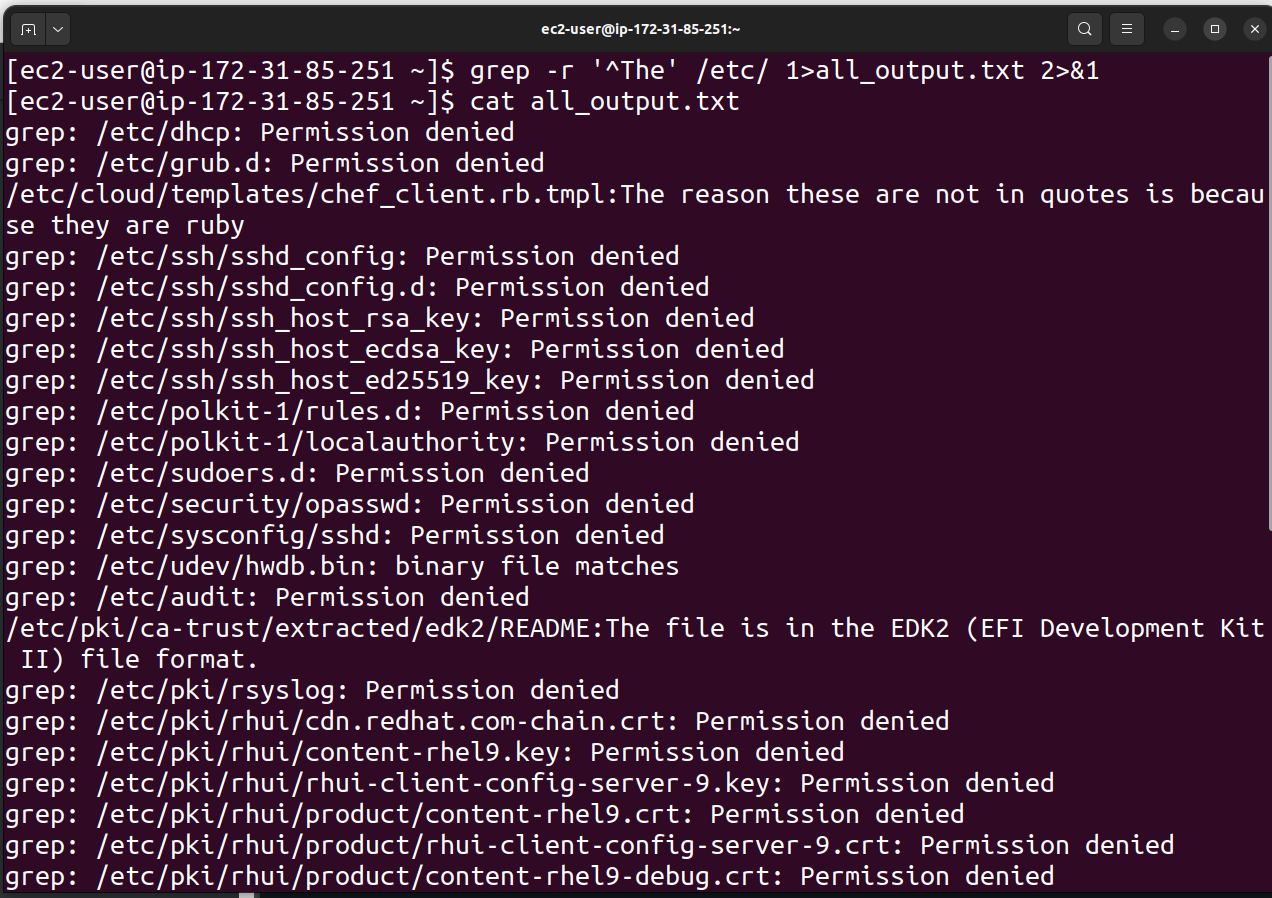 ec2-user@ip-172-31-85-251:~
[ec2-user@ip-172-31-85-251 ~]$ grep -r '^The' /etc/ 1>all_output.txt 2>&1
[ec2-user@ip-172-31-85-251 ~]$ cat all_output.txt
grep: /etc/dhcp: Permission denied
grep: /etc/grub.d: Permission denied
/etc/cloud/templates/chef_client.rb.tmpl:The reason these are not in quotes is becau
se they are ruby
grep: /etc/ssh/sshd_config: Permission denied
grep: /etc/ssh/sshd_config.d: Permission denied
grep: /etc/ssh/ssh_host_rsa_key: Permission denied
grep: /etc/ssh/ssh_host_ecdsa_key: Permission denied
grep: /etc/ssh/ssh_host_ed25519_key: Permission denied
grep: /etc/polkit-1/rules.d: Permission denied
grep: /etc/polkit-1/localauthority: Permission denied
grep: /etc/sudoers.d: Permission denied
grep: /etc/security/opasswd: Permission denied
grep: /etc/sysconfig/sshd: Permission denied
grep: /etc/udev/hwdb.bin: binary file matches
grep: /etc/audit: Permission denied
/etc/pki/ca-trust/extracted/edk2/README:The file is in the EDK2 (EFI Development Kit
 II) file format.
grep: /etc/pki/rsyslog: Permission denied
grep: /etc/pki/rhui/cdn.redhat.com-chain.crt: Permission denied
grep: /etc/pki/rhui/content-rhel9.key: Permission denied
grep: /etc/pki/rhui/rhui-client-config-server-9.key: Permission denied
grep: /etc/pki/rhui/product/content-rhel9.crt: Permission denied
grep: /etc/pki/rhui/product/rhui-client-config-server-9.crt: Permission denied
grep: /etc/pki/rhui/product/content-rhel9-debug.crt: Permission denied